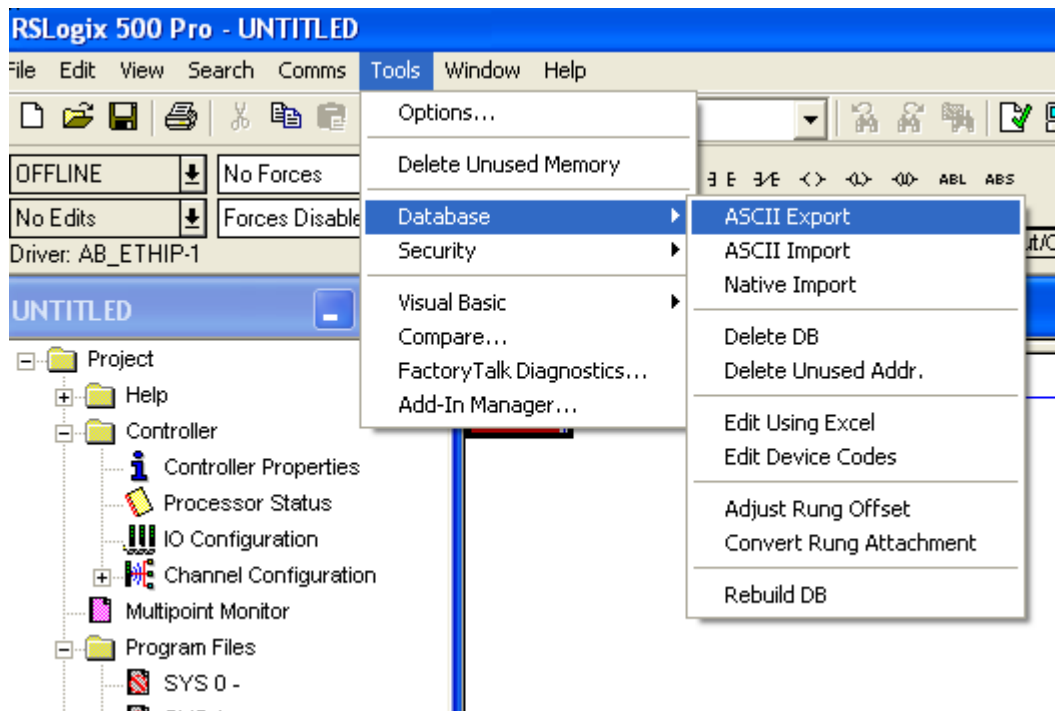 RSLogix 500 Pro - UNTITLED
File Edit View Search Comms Tools Window Help
Options...
Delete Unused Memory
Database
Security
Visual Basic
Compare...
FactoryTalk Diagnostics...
Add-In Manager...
ASCII Export
ASCII Import
Native Import
Delete DB
Delete Unused Addr.
Edit Using Excel
Edit Device Codes
Adjust Rung Offset
Convert Rung Attachment
Rebuild DB
ABL ABS
OFFLINE No Forces
No Edits Forces Disable
Driver: AB_ETHIP-1
UNTITLED
Project
Help
Controller
Controller Properties
Processor Status
IO Configuration
Channel Configuration
Multipoint Monitor
Program Files
SYS 0 -